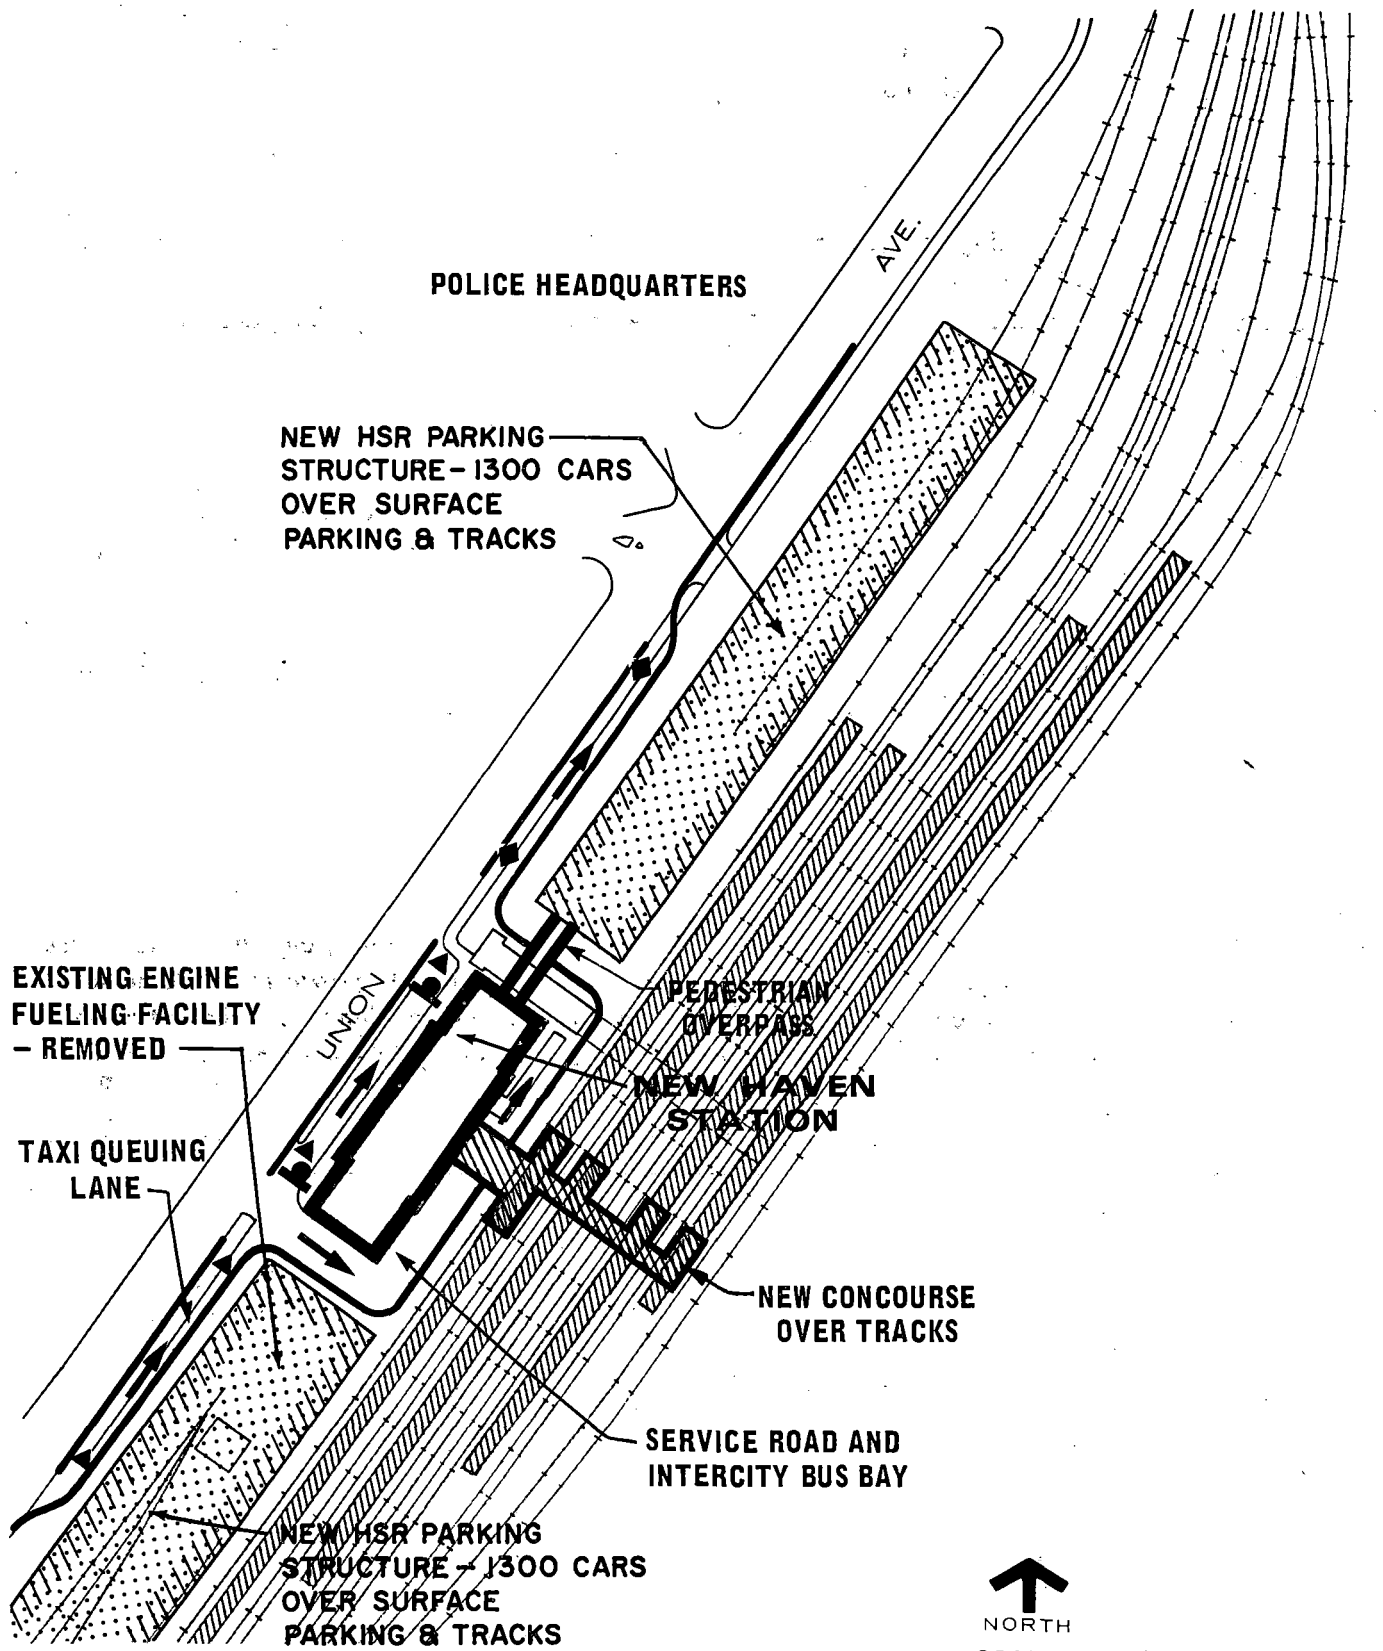 AVE.
POLICE HEADQUARTERS
NEW HSR PARKING
STRUCTURE-1300 CARS
OVER SURFACE
PARKING & TRACKS
EXISTING ENGINE
FUELING FACILITY
- REMOVED
UNION
PEDESTRIAN
OVERPASS
NEW HAVEN
STATION
TAXI QUEUING
LANE
NEW CONCOURSE
OVER TRACKS
SERVICE ROAD AND
INTERCITY BUS BAY
NEW HSR PARKING
STRUCTURE-1300 CARS
OVER SURFACE
PARKING & TRACKS
NORTH